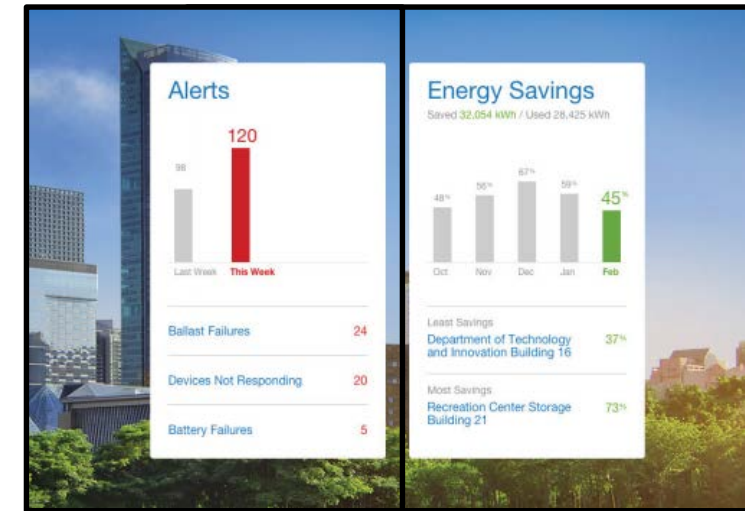 Alerts
120
98
Last Week This Week
Ballast Failures 24
Devices Not Responding 20
Battery Failures 5
Energy Savings
Saved 32,054 kWh / Used 28,425 kWh
48% 56% 67% 59% 45%
Oct Nov Dec Jan Feb
Least Savings
Department of Technology 37%
and Innovation Building 16
Most Savings
Recreation Center Storage 73%
Building 21